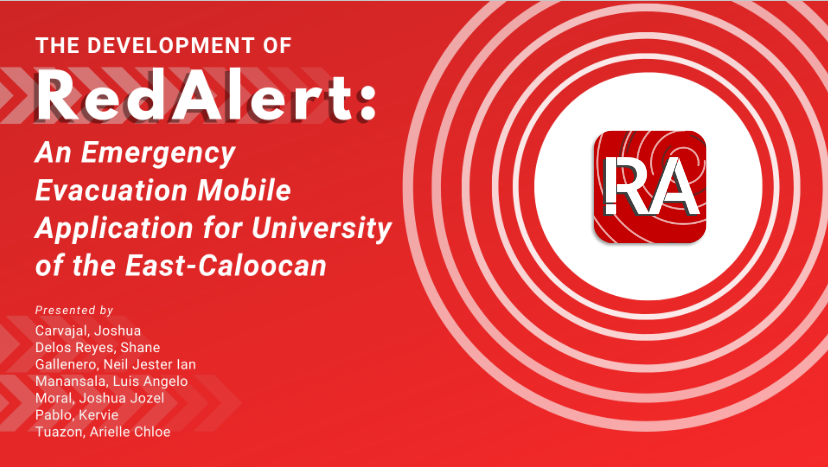 THE DEVELOPMENT OF
RedAlert:
An Emergency
Evacuation Mobile
Application for University
of the East-Caloocan
Presented by
Carvajal, Joshua
Delos Reyes, Shane
Gallenero, Neil Jester Ian
Manansala, Luis Angelo
Moral, Joshua Jozel
Pablo, Kervie
Tuazon, Arielle Chloe
RA